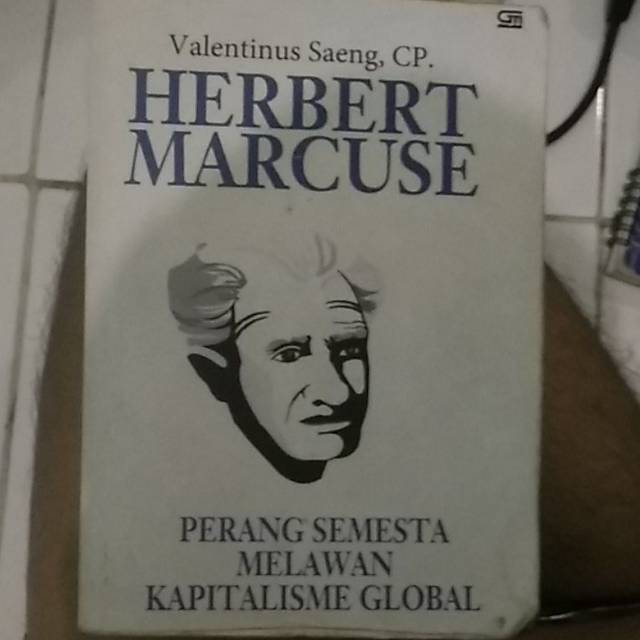 Valentinus Saeng, CP.
HERBERT
MARCUSE
PERANG SEMESTA
MELAWAN
KAPITALISME GLOBAL